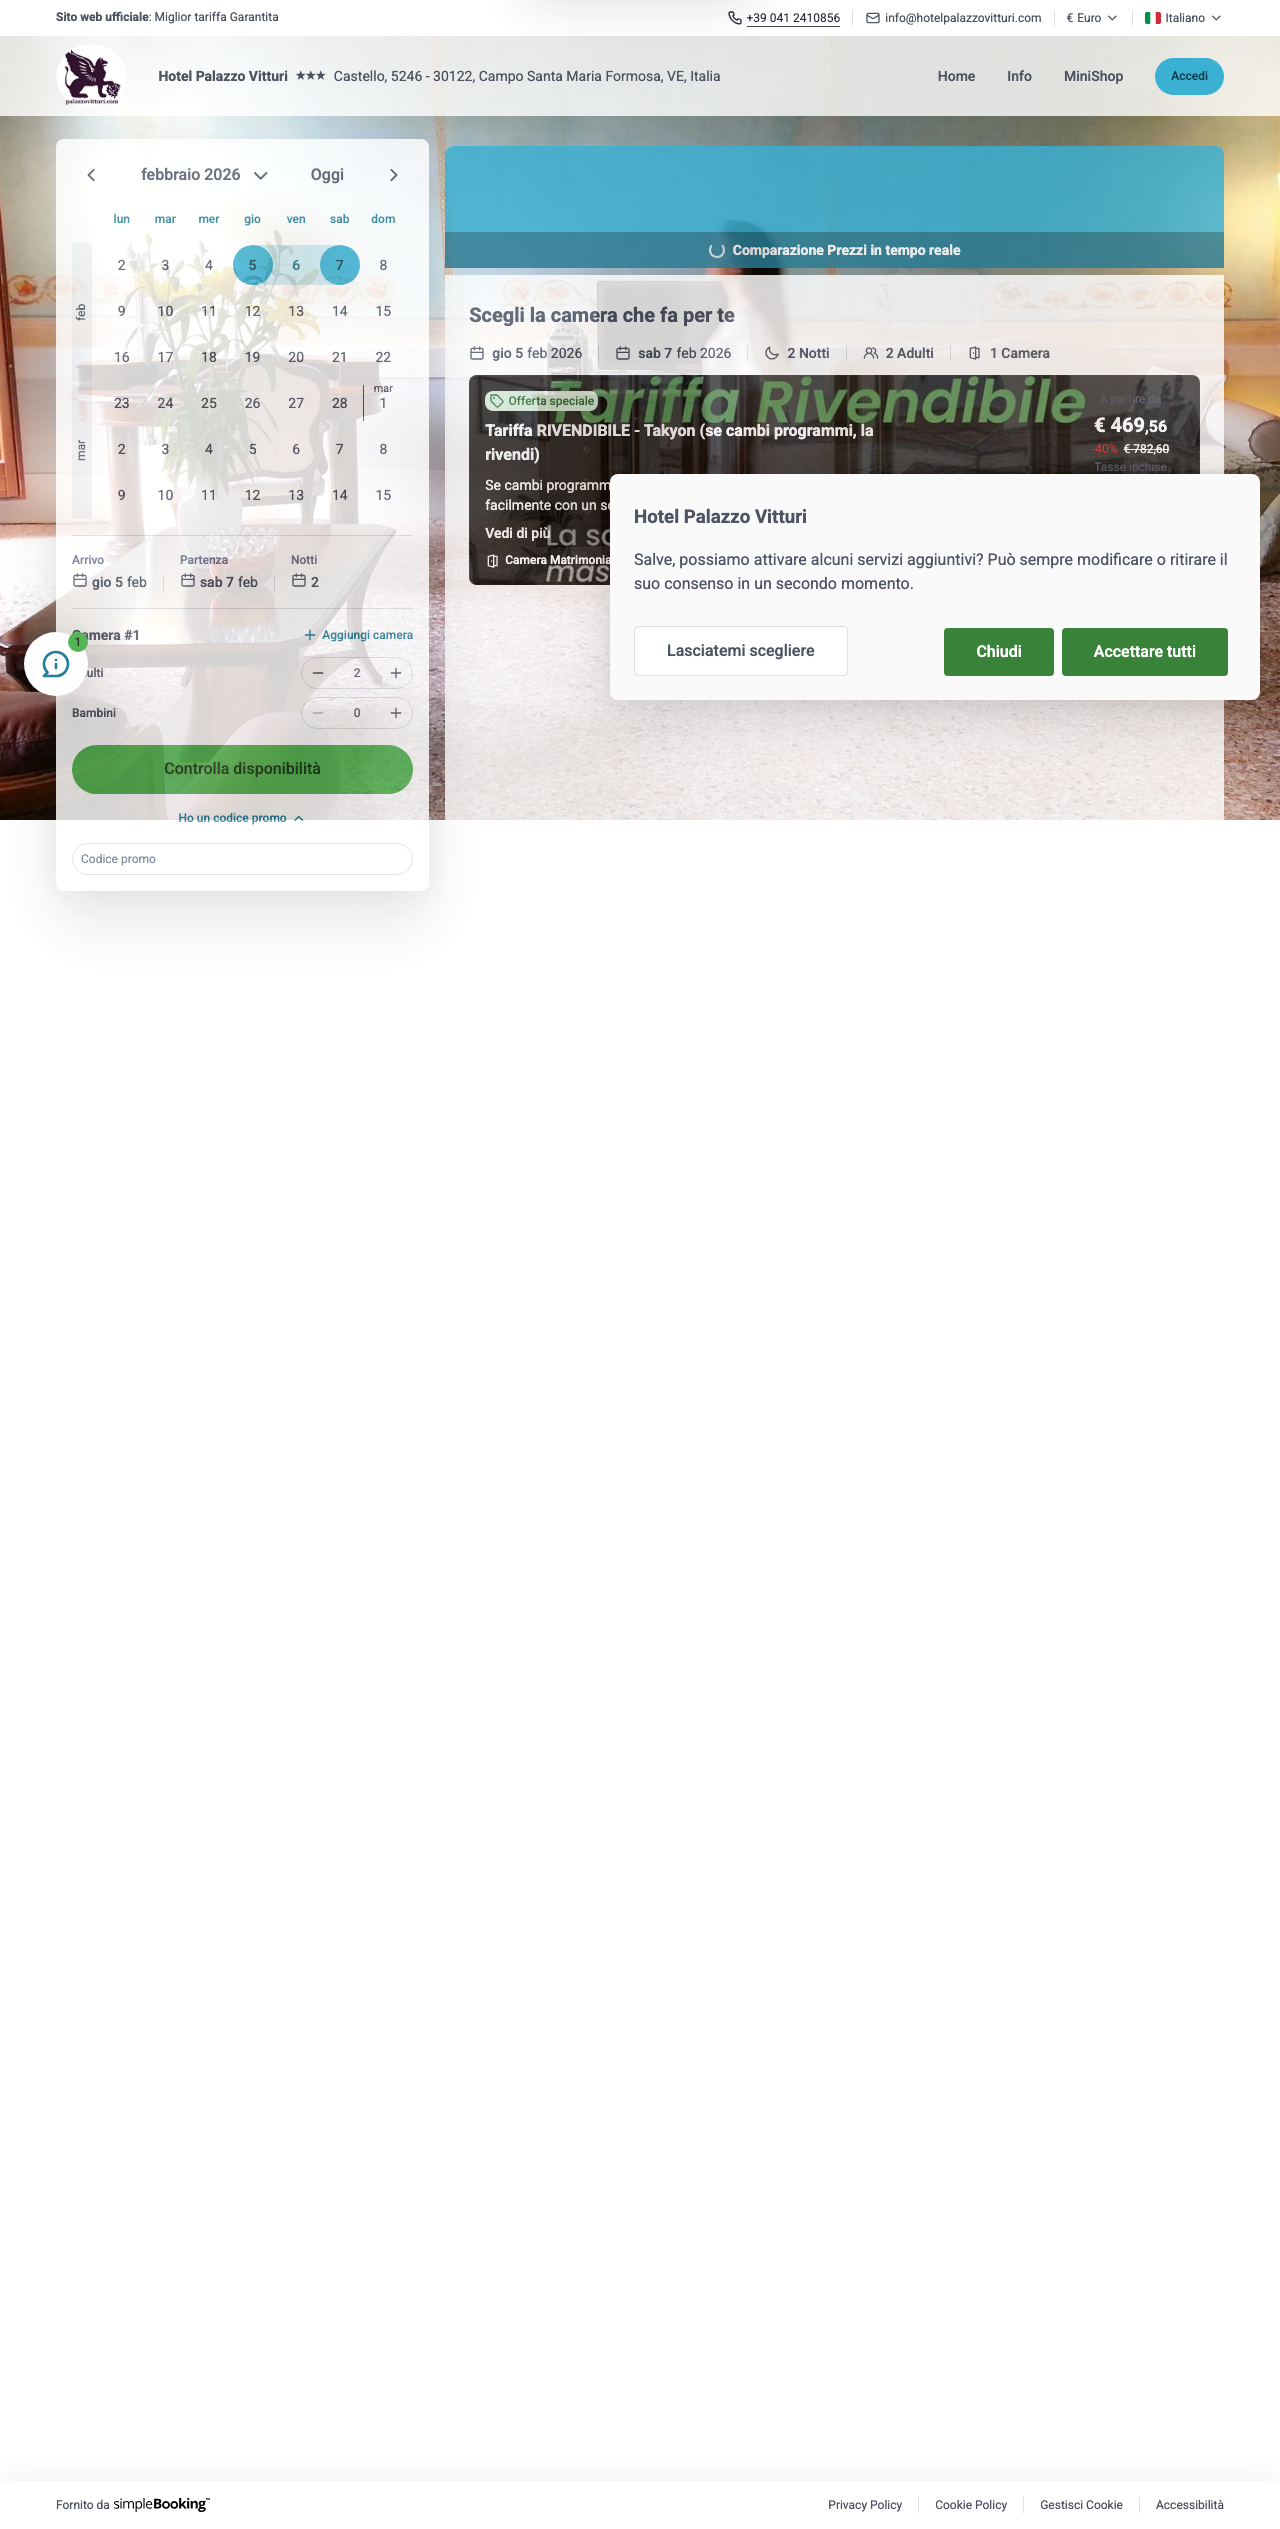 Sito web ufficiale: Miglior tariffa Garantita
+39 041 2410856
info@hotelpalazzovitturi.com
€ Euro
Italiano
palazzovitturi.com
Hotel Palazzo Vitturi ★★★ Castello, 5246 - 30122, Campo Santa Maria Formosa, VE, Italia
Home
Info
MiniShop
Accedi
febbraio 2026
Oggi
lun mar mer gio ven sab dom
feb
2 3 4 5 6 7 8
9 10 11 12 13 14 15
16 17 18 19 20 21 22
mar
23 24 25 26 27 28 1
mar
2 3 4 5 6 7 8
9 10 11 12 13 14 15
Arrivo
gio 5 feb
Partenza
sab 7 feb
Notti
2
Camera #1
Aggiungi camera
1
ulti
2
Bambini
0
Controlla disponibilità
Ho un codice promo
Codice promo
Comparazione Prezzi in tempo reale
Scegli la camera che fa per te
gio 5 feb 2026
sab 7 feb 2026
2 Notti
2 Adulti
1 Camera
Tariffa Rivendibile
Offerta speciale
Tariffa RIVENDIBILE - Takyon (se cambi programmi, la
rivendi)
Se cambi programm
facilmente con un sc
Vedi di più
La so
mas
Camera Matrimonia
A partire da
€ 469,56
-40% € 782,60
Tasse incluse
Hotel Palazzo Vitturi
Salve, possiamo attivare alcuni servizi aggiuntivi? Può sempre modificare o ritirare il
suo consenso in un secondo momento.
Lasciatemi scegliere
Chiudi
Accettare tutti
Fornito da simpleBooking™
Privacy Policy
Cookie Policy
Gestisci Cookie
Accessibilità